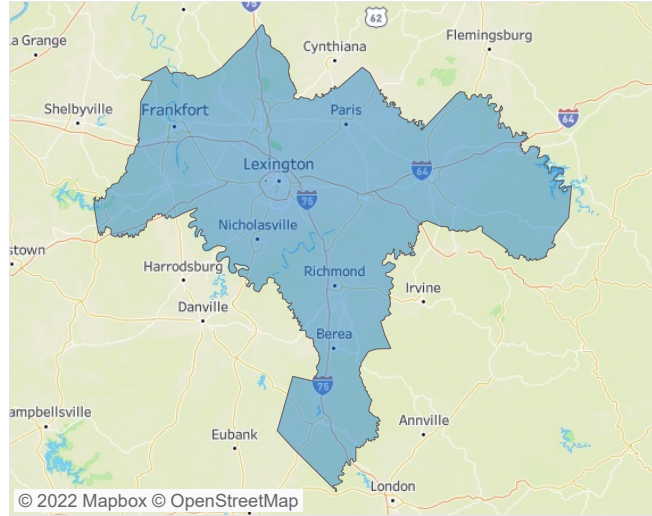 75
62
La Grange
Cynthiana
Flemingsburg
Shelbyville
Frankfort
Paris
64
Lexington
64
75
Nicholasville
stown
Harrodsburg
Richmond
Irvine
Danville
Berea
75
ampbellsville
Annville
Eubank
London
© 2022 Mapbox © OpenStreetMap